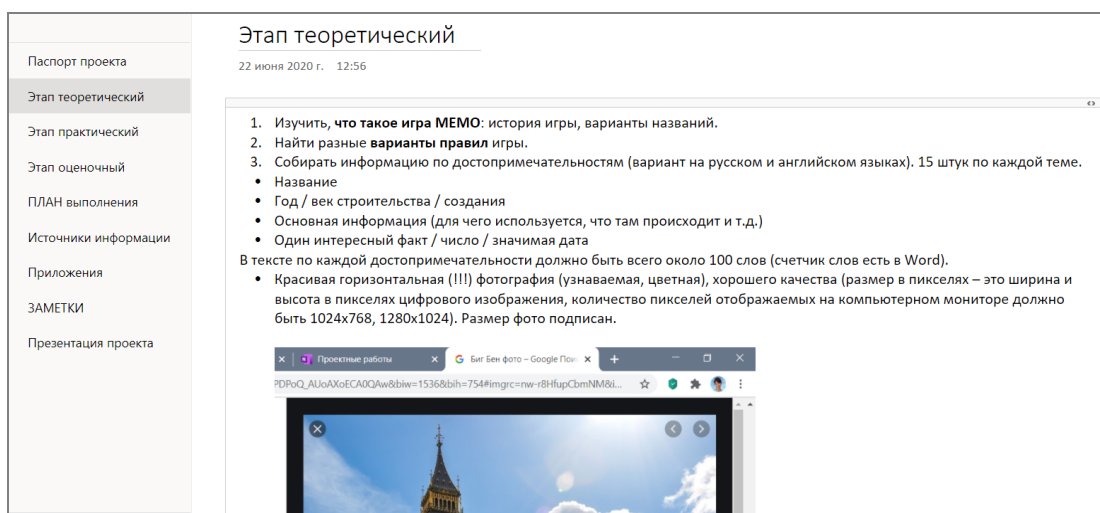 Этап теоретический
22 июня 2020 г. 12:56
Паспорт проекта
Этап теоретический
Этап практический
Этап оценочный
ПЛАН выполнения
Источники информации
Приложения
ЗАМЕТКИ
Презентация проекта
1. Изучить, что такое игра МЕМО: история игры, варианты названий.
2. Найти разные варианты правил игры.
3. Собирать информацию по достопримечательностям (вариант на русском и английском языках). 15 штук по каждой теме.
• Название
• Год / век строительства / создания
• Основная информация (для чего используется, что там происходит и т.д.)
• Один интересный факт / число / значимая дата
В тексте по каждой достопримечательности должно быть всего около 100 слов (счетчик слов есть в Word).
• Красивая горизонтальная (!!!) фотография (узнаваемая, цветная), хорошего качества (размер в пикселях – это ширина и
высота в пикселях цифрового изображения, количество пикселей отображаемых на компьютерном мониторе должно
быть 1024x768, 1280x1024). Размер фото подписан.
Проектные работы
Биг Бен фото – Google Пои
PDPoQ_AUoAXoECA0QAw&biw=1536&bih=754#imgrc=nw-r8HfupCbmNM&i...